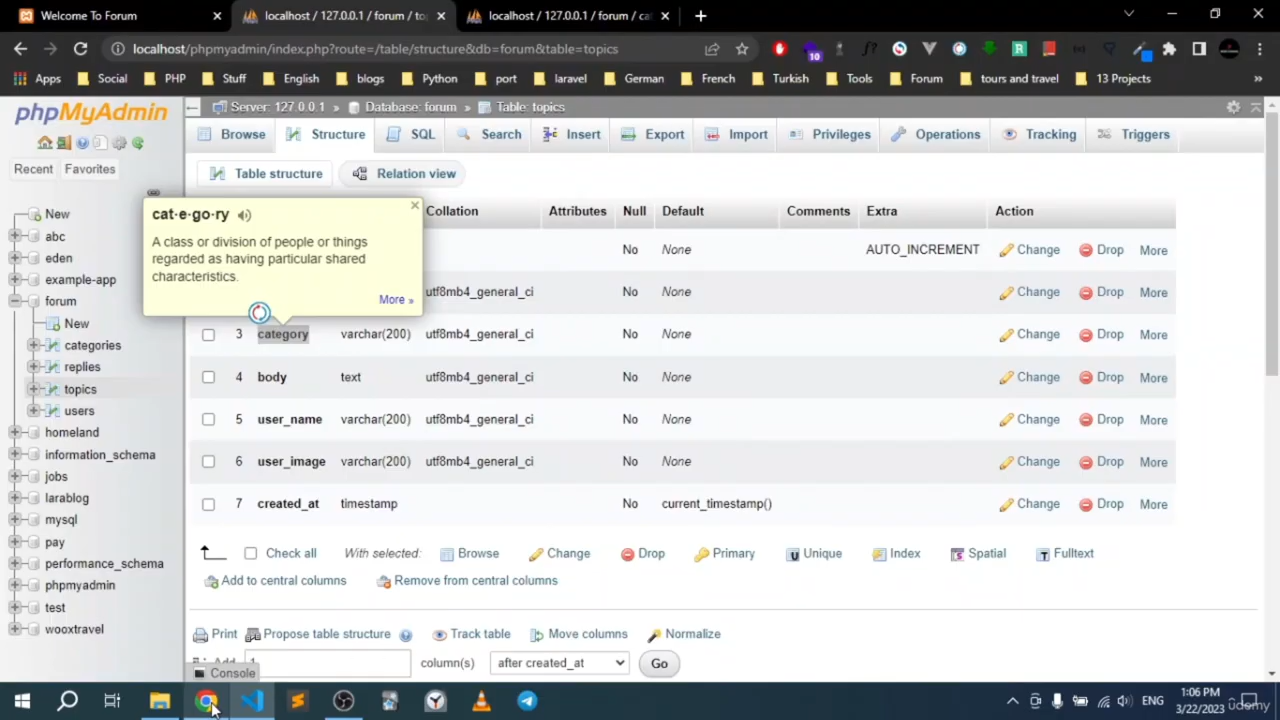 Welcome To Forum
localhost / 127.0.0.1 / forum / to
localhost / 127.0.0.1 / forum / ca
localhost/phpmyadmin/index.php?route=/table/structure&db=forum&table=topics
10
Apps
Social
PHP
Stuff
English
blogs
Python
port
laravel
German
French
Turkish
Tools
Forum
tours and travel
13 Projects
»
phpMyAdmin
Server: 127.0.0.1 » Database: forum » Table: topics
Browse
Structure
SQL
Search
Insert
Export
Import
Privileges
Operations
Tracking
Triggers
Recent
Favorites
Table structure
Relation view
New
abc
eden
example-app
forum
New
categories
replies
topics
users
homeland
information_schema
jobs
larablog
mysql
pay
performance_schema
phpmyadmin
test
wooxtravel
cat·e·go·ry
A class or division of people or things
regarded as having particular shared
characteristics.
More »
Collation Attributes Null Default Comments Extra Action
No None AUTO_INCREMENT Change Drop More
utf8mb4_general_ci No None Change Drop More
3 category varchar(200) utf8mb4_general_ci No None Change Drop More
4 body text utf8mb4_general_ci No None Change Drop More
5 user_name varchar(200) utf8mb4_general_ci No None Change Drop More
6 user_image varchar(200) utf8mb4_general_ci No None Change Drop More
7 created_at timestamp No current_timestamp() Change Drop More
Check all With selected: Browse Change Drop Primary Unique Index Spatial Fulltext
Add to central columns Remove from central columns
Print Propose table structure Track table Move columns Normalize
Add 1 column(s) after created_at Go
Console
ENG
1:06 PM
3/22/2023
udemy